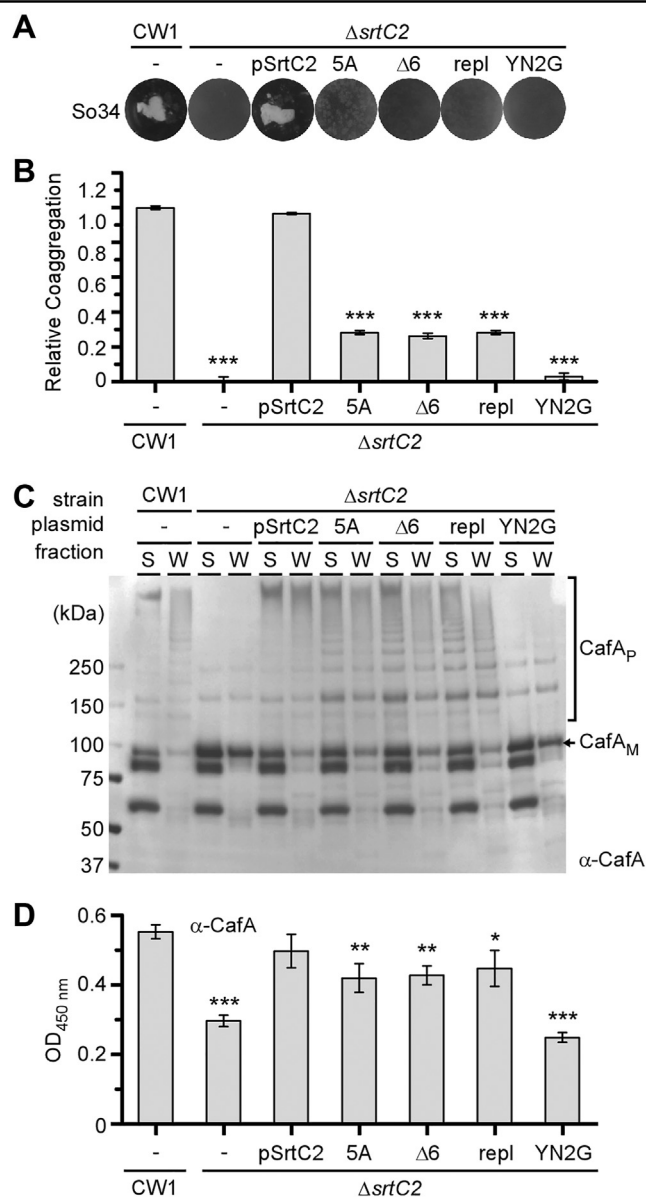 A
CW1 ΔsrtC2
- - pSrtC2 5A Δ6 repl YN2G
So34
B
Relative Coaggregation
1.2
1.0
0.8
0.6
0.4
0.2
0
*** *** *** *** ***
- - pSrtC2 5A Δ6 repl YN2G
CW1 ΔsrtC2
C
strain CW1 ΔsrtC2
plasmid - - pSrtC2 5A Δ6 repl YN2G
fraction S W S W S W S W S W S W S W
(kDa)
250
150
100
75
50
37
CafAP
CafAM
α-CafA
D
α-CafA
OD450 nm
0.6
0.4
0.2
0
*** ** ** * ***
- - pSrtC2 5A Δ6 repl YN2G
CW1 ΔsrtC2